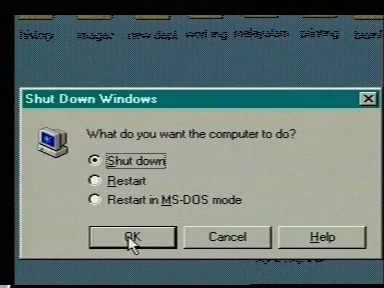 history images new dept working malayalam printing
Shut Down Windows
What do you want the computer to do?
Shut down
Restart
Restart in MS-DOS mode
OK Cancel Help